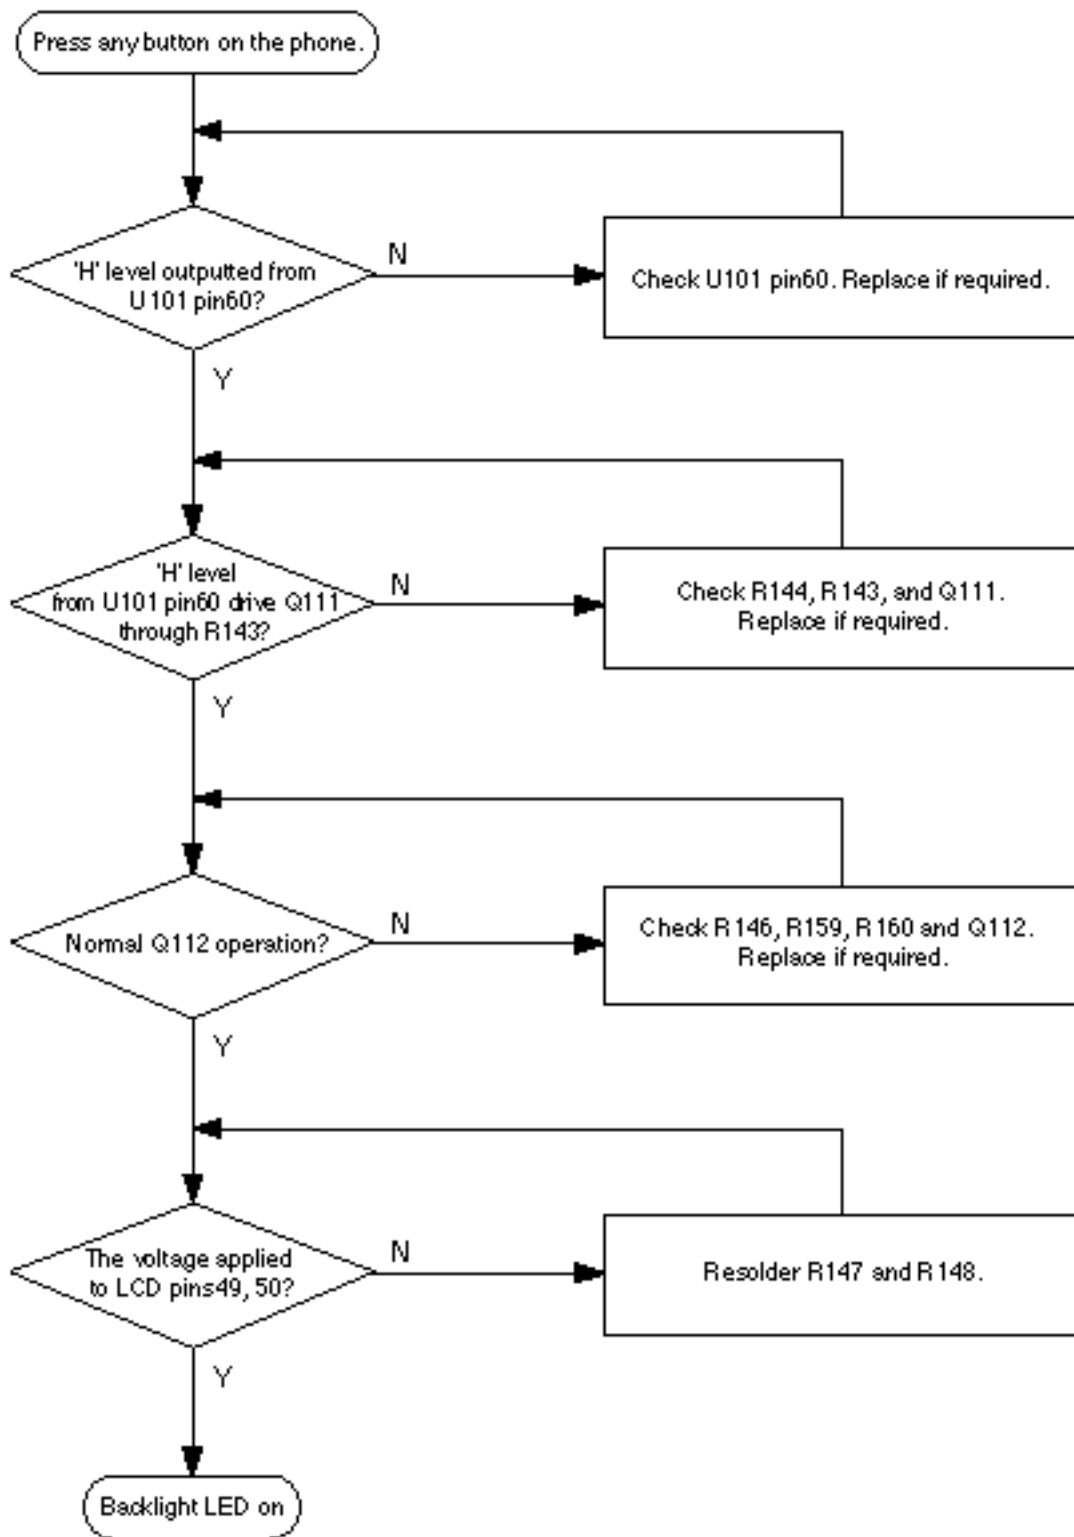 Press any button on the phone.
'H' level outputted from
U101 pin60?
N
Check U101 pin60. Replace if required.
Y
'H' level
from U101 pin60 drive Q111
through R143?
N
Check R144, R143, and Q111.
Replace if required.
Y
Normal Q112 operation?
N
Check R146, R159, R160 and Q112.
Replace if required.
Y
The voltage applied
to LCD pins49, 50?
N
Resolder R147 and R148.
Y
Backlight LED on